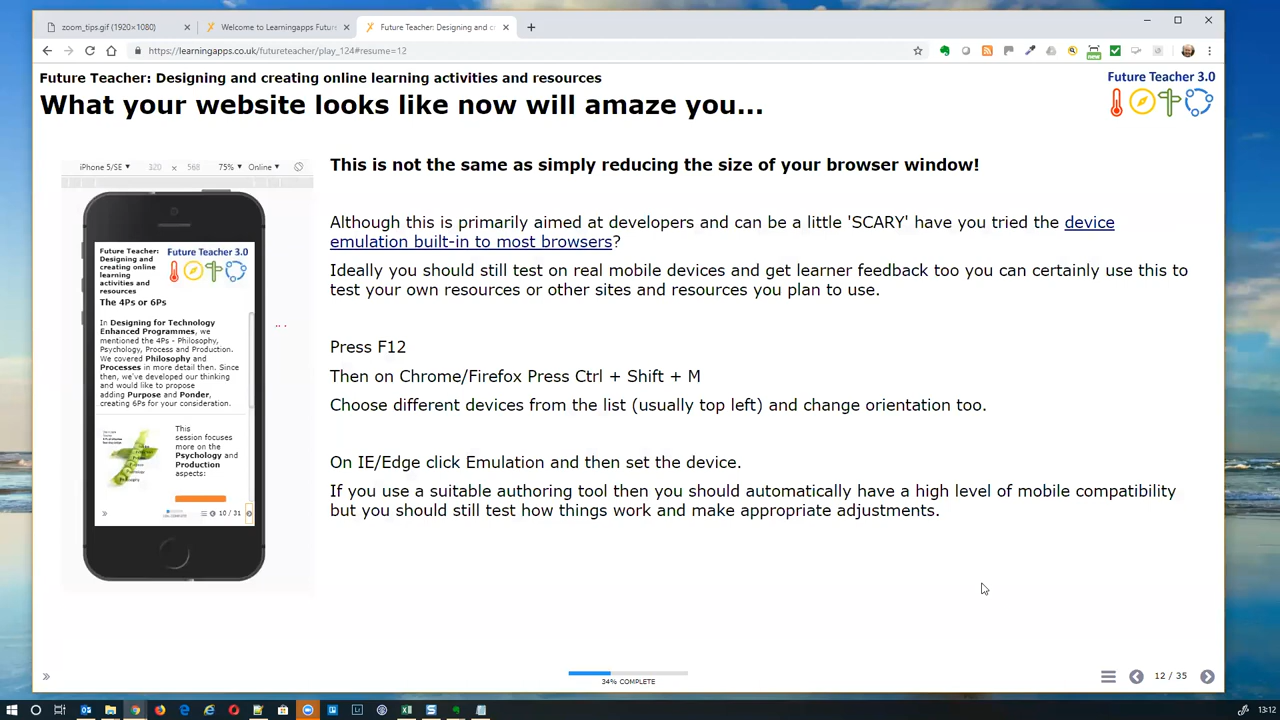 zoom_tips.gif (1920×1080)
Welcome to Learningapps Future
Future Teacher: Designing and cr
https://learningapps.co.uk/futureteacher/play_124#resume=12
Future Teacher: Designing and creating online learning activities and resources
What your website looks like now will amaze you...
Future Teacher 3.0
iPhone 5/SE ▼ 320 × 568 75% ▼ Online ▼
Future Teacher:
Designing and
creating online
learning
activities and
resources
Future Teacher 3.0
The 4Ps or 6Ps
In Designing for Technology
Enhanced Programmes, we
mentioned the 4Ps - Philosophy,
Psychology, Process and Production.
We covered Philosophy and
Processes in more detail then. Since
then, we've developed our thinking
and would like to propose
adding Purpose and Ponder,
creating 6Ps for your consideration.
This
session focuses
more on the
Psychology and
Production
aspects:
10 / 31
This is not the same as simply reducing the size of your browser window!
Although this is primarily aimed at developers and can be a little 'SCARY' have you tried the device
emulation built-in to most browsers?
Ideally you should still test on real mobile devices and get learner feedback too you can certainly use this to
test your own resources or other sites and resources you plan to use.
Press F12
Then on Chrome/Firefox Press Ctrl + Shift + M
Choose different devices from the list (usually top left) and change orientation too.
On IE/Edge click Emulation and then set the device.
If you use a suitable authoring tool then you should automatically have a high level of mobile compatibility
but you should still test how things work and make appropriate adjustments.
34% COMPLETE
12 / 35
13:12